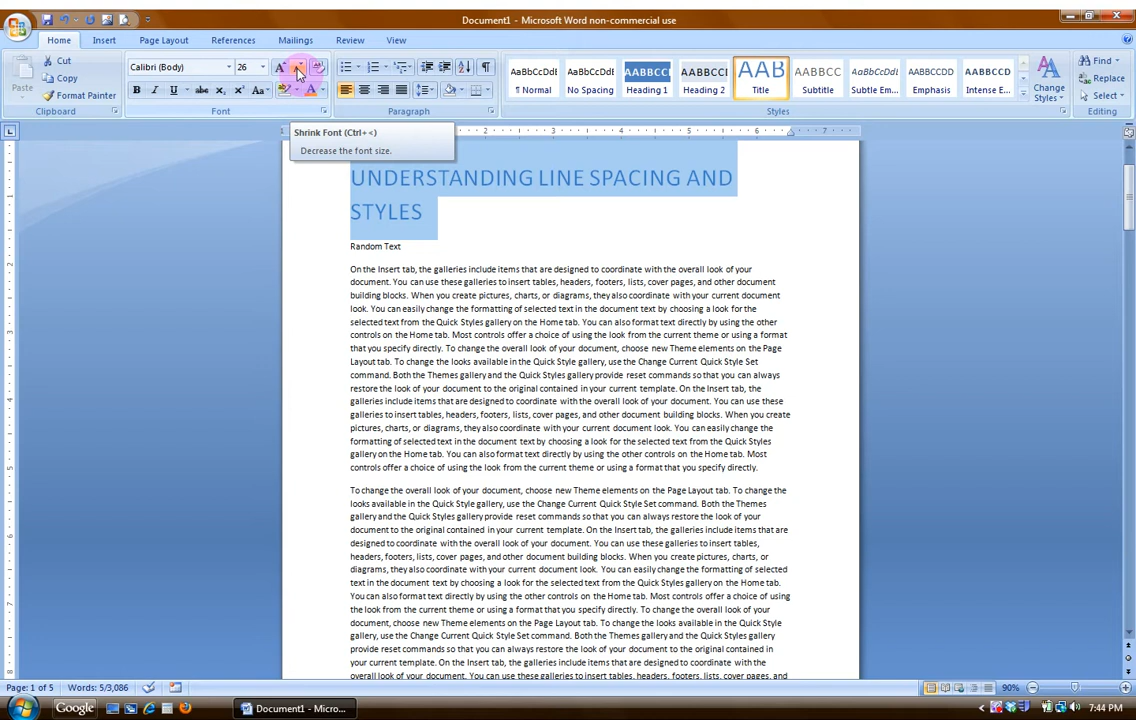 Document1 - Microsoft Word non-commercial use
Home Insert Page Layout References Mailings Review View
Paste
Cut
Copy
Format Painter
Clipboard
Calibri (Body) 26
Font
Paragraph
AaBbCcDd AaBbCcDd AABBCC AABBCC AAB AABBCC AaBbCcDd AABBCCDD AABBCC
¶ Normal No Spacing Heading 1 Heading 2 Title Subtitle Subtle Em... Emphasis Intense E...
Change Styles
Styles
Find
Replace
Select
Editing
Shrink Font (Ctrl+<)
Decrease the font size.
1 2 3 4 5 6 7
UNDERSTANDING LINE SPACING AND
STYLES
Random Text
On the Insert tab, the galleries include items that are designed to coordinate with the overall look of your
document. You can use these galleries to insert tables, headers, footers, lists, cover pages, and other document
building blocks. When you create pictures, charts, or diagrams, they also coordinate with your current document
look. You can easily change the formatting of selected text in the document text by choosing a look for the
selected text from the Quick Styles gallery on the Home tab. You can also format text directly by using the other
controls on the Home tab. Most controls offer a choice of using the look from the current theme or using a format
that you specify directly. To change the overall look of your document, choose new Theme elements on the Page
Layout tab. To change the looks available in the Quick Style gallery, use the Change Current Quick Style Set
command. Both the Themes gallery and the Quick Styles gallery provide reset commands so that you can always
restore the look of your document to the original contained in your current template. On the Insert tab, the
galleries include items that are designed to coordinate with the overall look of your document. You can use these
galleries to insert tables, headers, footers, lists, cover pages, and other document building blocks. When you create
pictures, charts, or diagrams, they also coordinate with your current document look. You can easily change the
formatting of selected text in the document text by choosing a look for the selected text from the Quick Styles
gallery on the Home tab. You can also format text directly by using the other controls on the Home tab. Most
controls offer a choice of using the look from the current theme or using a format that you specify directly.
To change the overall look of your document, choose new Theme elements on the Page Layout tab. To change the
looks available in the Quick Style gallery, use the Change Current Quick Style Set command. Both the Themes
gallery and the Quick Styles gallery provide reset commands so that you can always restore the look of your
document to the original contained in your current template. On the Insert tab, the galleries include items that are
designed to coordinate with the overall look of your document. You can use these galleries to insert tables,
headers, footers, lists, cover pages, and other document building blocks. When you create pictures, charts, or
diagrams, they also coordinate with your current document look. You can easily change the formatting of selected
text in the document text by choosing a look for the selected text from the Quick Styles gallery on the Home tab.
You can also format text directly by using the other controls on the Home tab. Most controls offer a choice of using
the look from the current theme or using a format that you specify directly. To change the overall look of your
document, choose new Theme elements on the Page Layout tab. To change the looks available in the Quick Style
gallery, use the Change Current Quick Style Set command. Both the Themes gallery and the Quick Styles gallery
provide reset commands so that you can always restore the look of your document to the original contained in
your current template. On the Insert tab, the galleries include items that are designed to coordinate with the
overall look of your document. You can use these galleries to insert tables, headers, footers, lists, cover pages, and
Page: 1 of 5 Words: 5/3,086 90%
Google Document1 - Micro... 7:44 PM